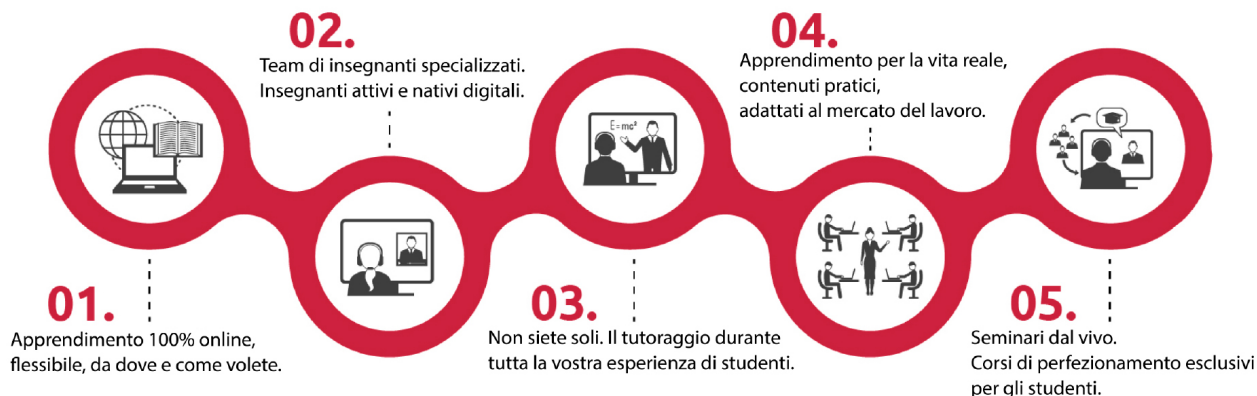 01.
Apprendimento 100% online,
flessibile, da dove e come volete.
02.
Team di insegnanti specializzati.
Insegnanti attivi e nativi digitali.
E=mc²
03.
Non siete soli. Il tutoraggio durante
tutta la vostra esperienza di studenti.
04.
Apprendimento per la vita reale,
contenuti pratici,
adattati al mercato del lavoro.
05.
Seminari dal vivo.
Corsi di perfezionamento esclusivi
per gli studenti.